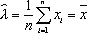 λ̂ = 1/n ∑_{i=1}^{n} x_i = x̄